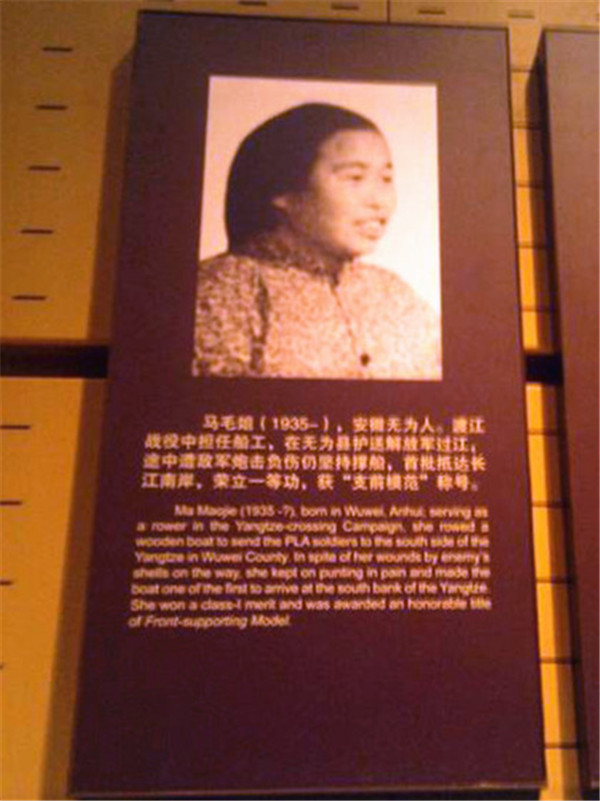 马毛姐（1935－），安徽无为人。渡江
战役中担任船工，在无为县护送解放军过江，
途中遭敌军炮击负伤仍坚持撑船，首批抵达长
江南岸，荣立一等功，获“支前模范”称号。
Ma Maojie (1935 -?), born in Wuwei, Anhui, serving as
a rower in the Yangtze-crossing Campaign, she rowed a
wooden boat to send the PLA soldiers to the south side of the
Yangtze in Wuwei County. In spite of her wounds by enemy's
shells on the way, she kept on punting in pain and made the
boat one of the first to arrive at the south bank of the Yangtze.
She won a class-I merit and was awarded an honorable title
of Front-supporting Model.